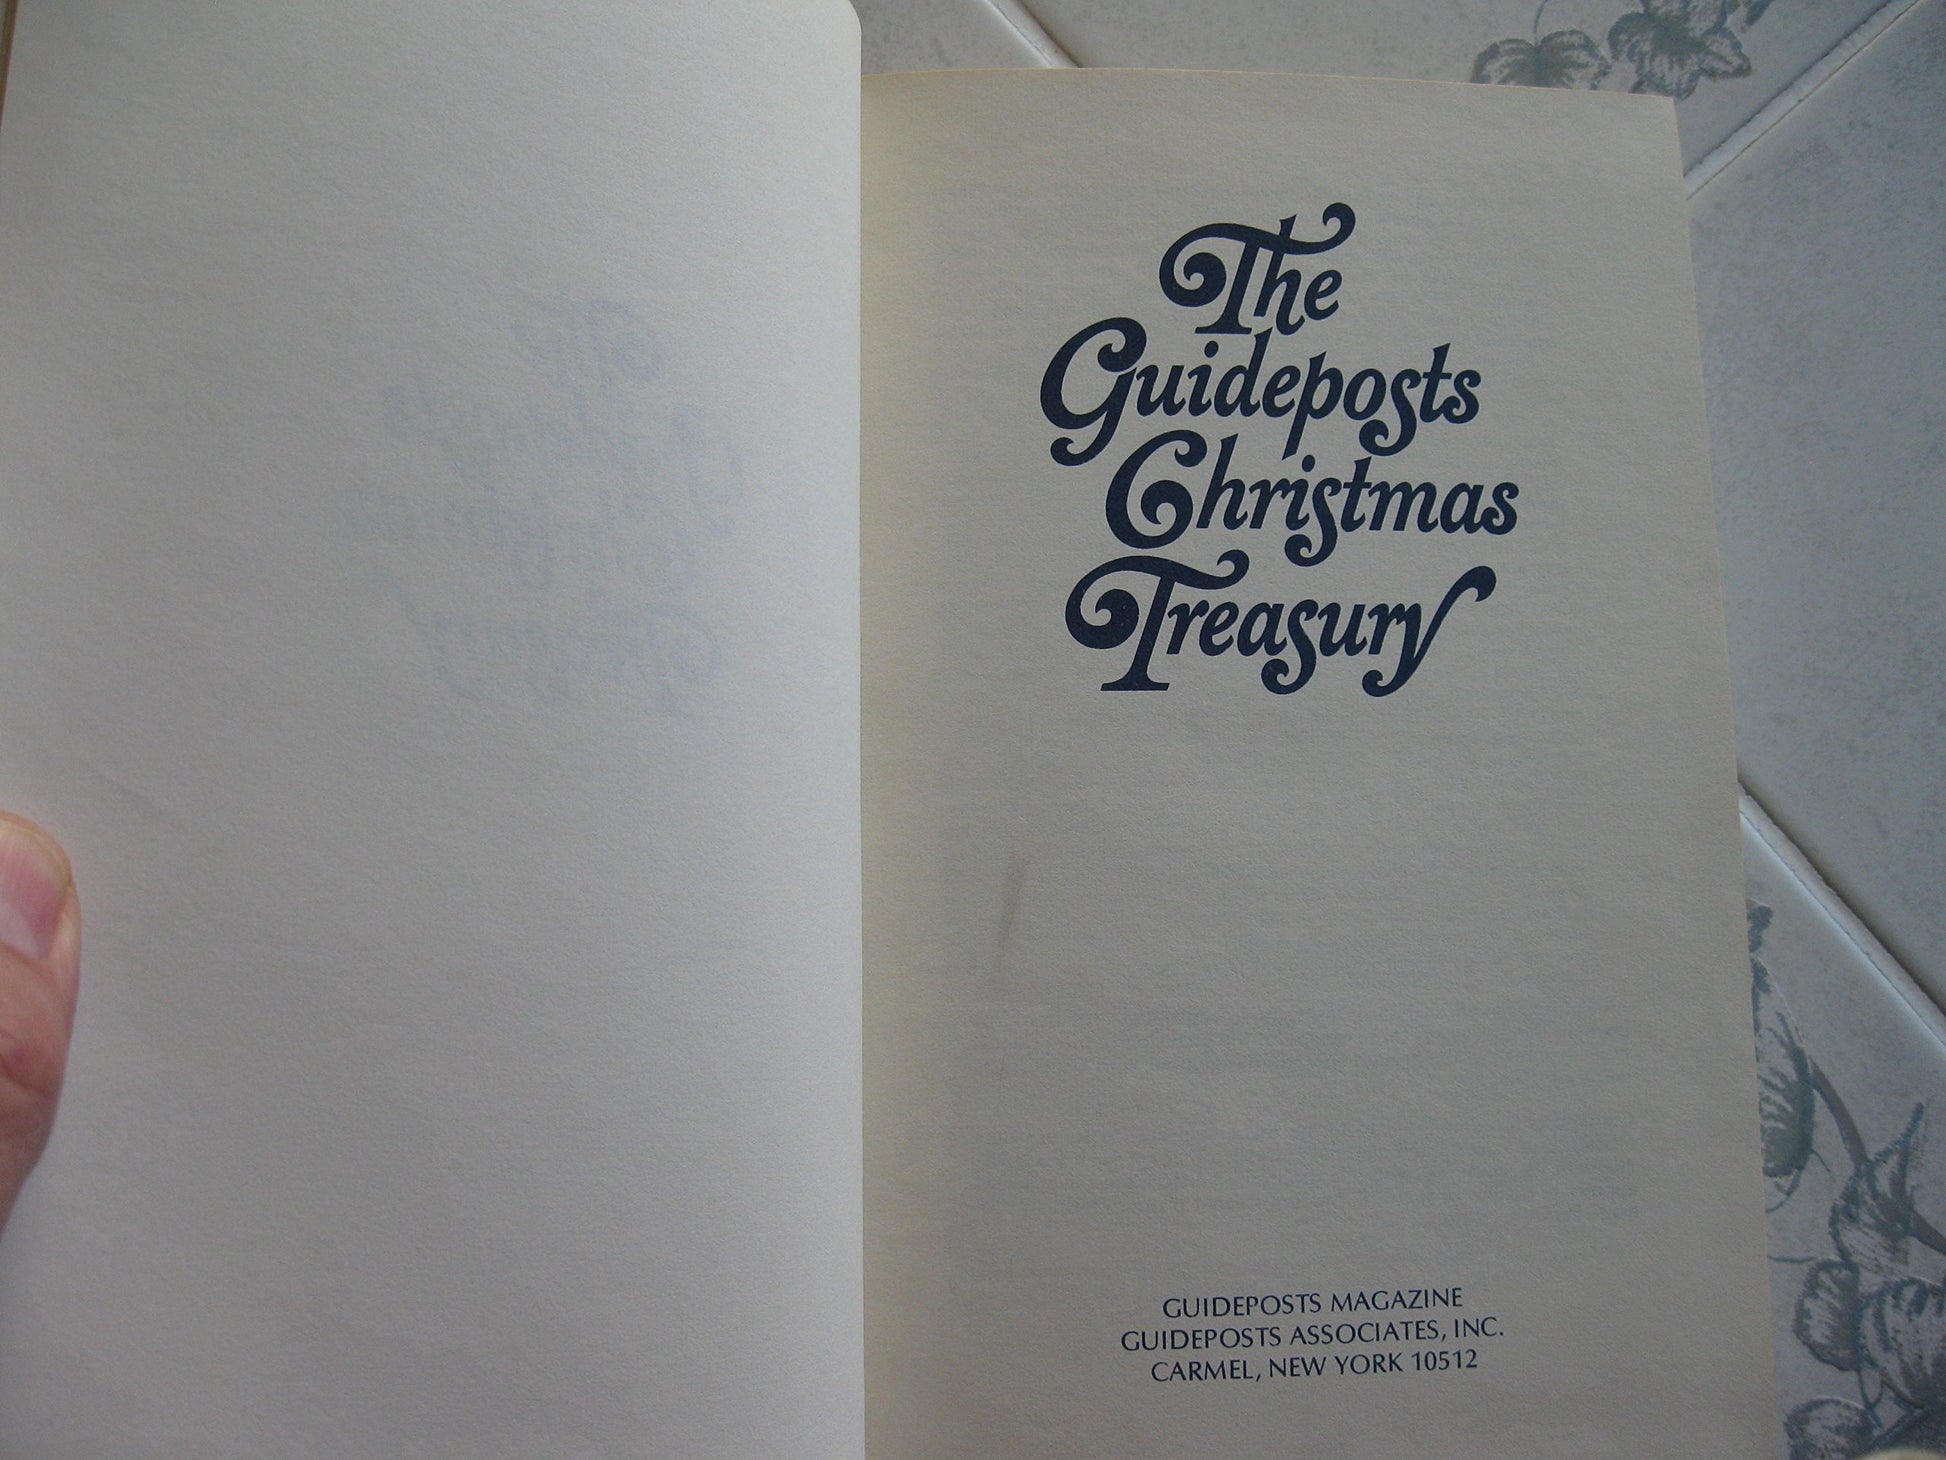 The
Guideposts
Christmas
Treasury
GUIDEPOSTS MAGAZINE
GUIDEPOSTS ASSOCIATES, INC.
CARMEL, NEW YORK 10512